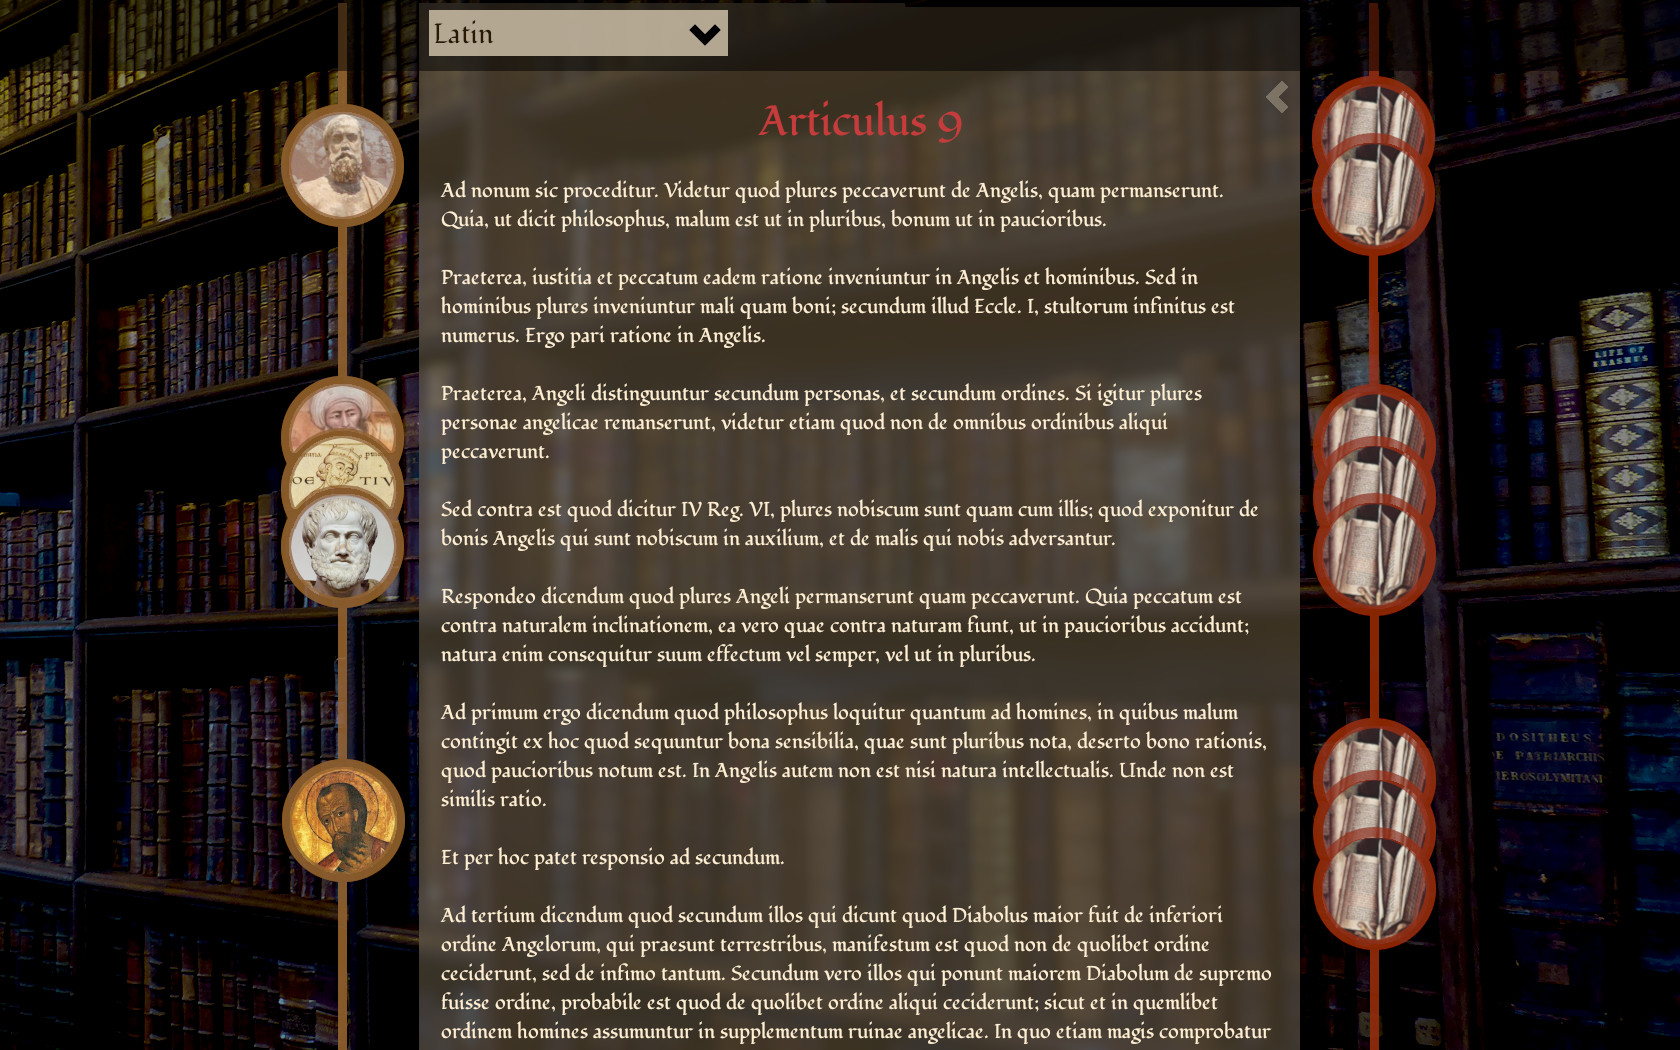 Latin
Articulus 9
Ad nonum sic proceditur. Videtur quod plures peccaverunt de Angelis, quam permanserunt.
Quia, ut dicit philosophus, malum est ut in pluribus, bonum ut in paucioribus.
Praeterea, iustitia et peccatum eadem ratione inveniuntur in Angelis et hominibus. Sed in
hominibus plures inveniuntur mali quam boni; secundum illud Eccle. I, stultorum infinitus est
numerus. Ergo pari ratione in Angelis.
Praeterea, Angeli distinguuntur secundum personas, et secundum ordines. Si igitur plures
personae angelicae remanserunt, videtur etiam quod non de omnibus ordinibus aliqui
peccaverunt.
Sed contra est quod dicitur IV Reg. VI, plures nobiscum sunt quam cum illis; quod exponitur de
bonis Angelis qui sunt nobiscum in auxilium, et de malis qui nobis adversantur.
Respondeo dicendum quod plures Angeli permanserunt quam peccaverunt. Quia peccatum est
contra naturalem inclinationem, ea vero quae contra naturam fiunt, ut in paucioribus accidunt;
natura enim consequitur suum effectum vel semper, vel ut in pluribus.
Ad primum ergo dicendum quod philosophus loquitur quantum ad homines, in quibus malum
contingit ex hoc quod sequuntur bona sensibilia, quae sunt pluribus nota, deserto bono rationis,
quod paucioribus notum est. In Angelis autem non est nisi natura intellectualis. Unde non est
similis ratio.
Et per hoc patet responsio ad secundum.
Ad tertium dicendum quod secundum illos qui dicunt quod Diabolus maior fuit de inferiori
ordine Angelorum, qui praesunt terrestribus, manifestum est quod non de quolibet ordine
ceciderunt, sed de infimo tantum. Secundum vero illos qui ponunt maiorem Diabolum de supremo
fuisse ordine, probabile est quod de quolibet ordine aliqui ceciderunt; sicut et in quemlibet
ordinem homines assumuntur in supplementum ruinae angelicae. In quo etiam magis comprobatur
OE TIV
LIFE OF
ERASMUS
DOSITHEUS
DE PATRIARCHIS
HIEROSOLYMITANIS